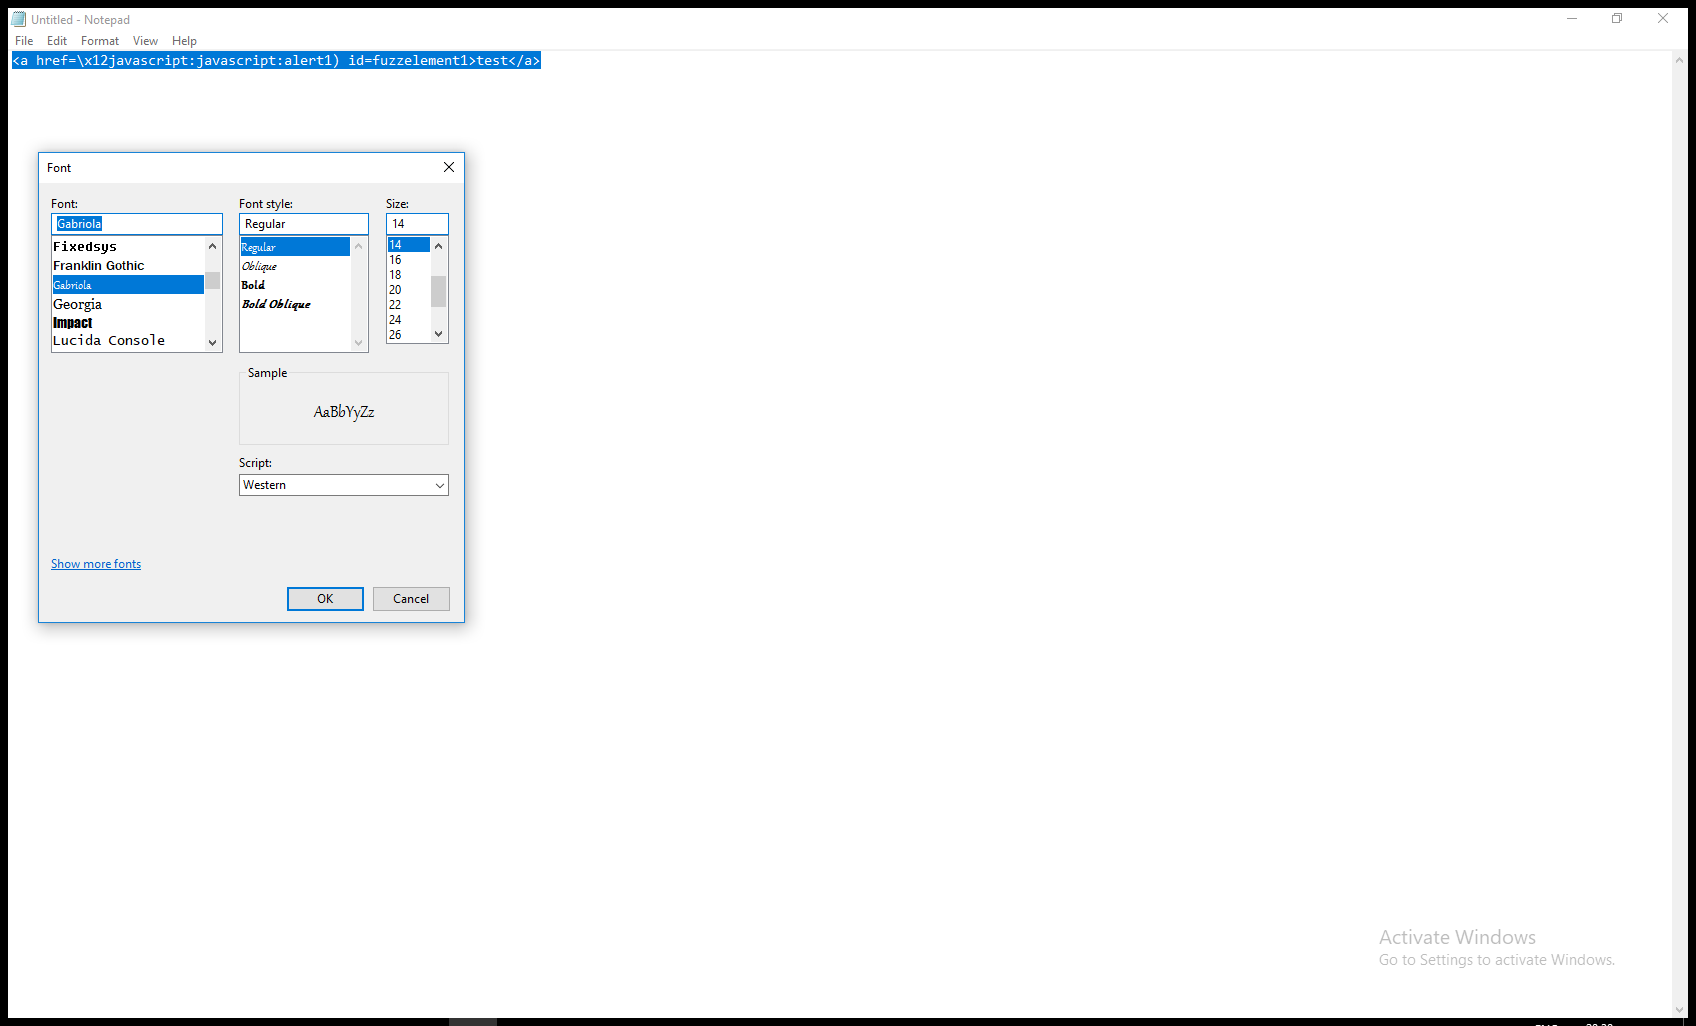 Untitled - Notepad
File Edit Format View Help
<a href=\x12javascript:javascript:alert1) id=fuzzelement1>test</a>
Font
Font: Font style: Size:
Gabriola Regular 14
Fixedsys
Franklin Gothic
Gabriola
Georgia
Impact
Lucida Console
Regular
Oblique
Bold
Bold Oblique
14
16
18
20
22
24
26
Sample
AaBbYyZz
Script:
Western
Show more fonts
OK Cancel
Activate Windows
Go to Settings to activate Windows.